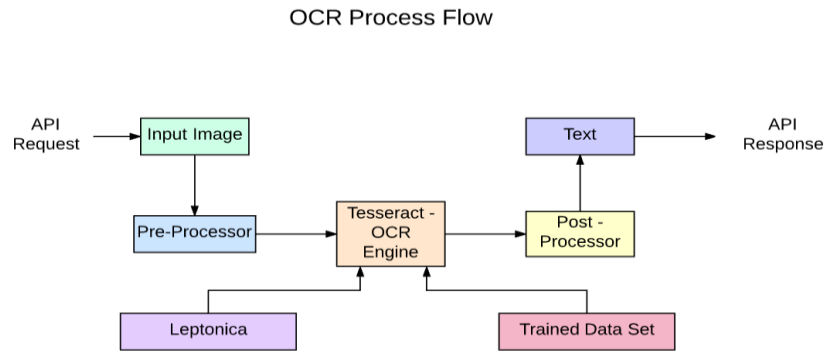 OCR Process Flow
API
Request
Input Image
Text
API
Response
Pre-Processor
Tesseract -
OCR
Engine
Post -
Processor
Leptonica
Trained Data Set